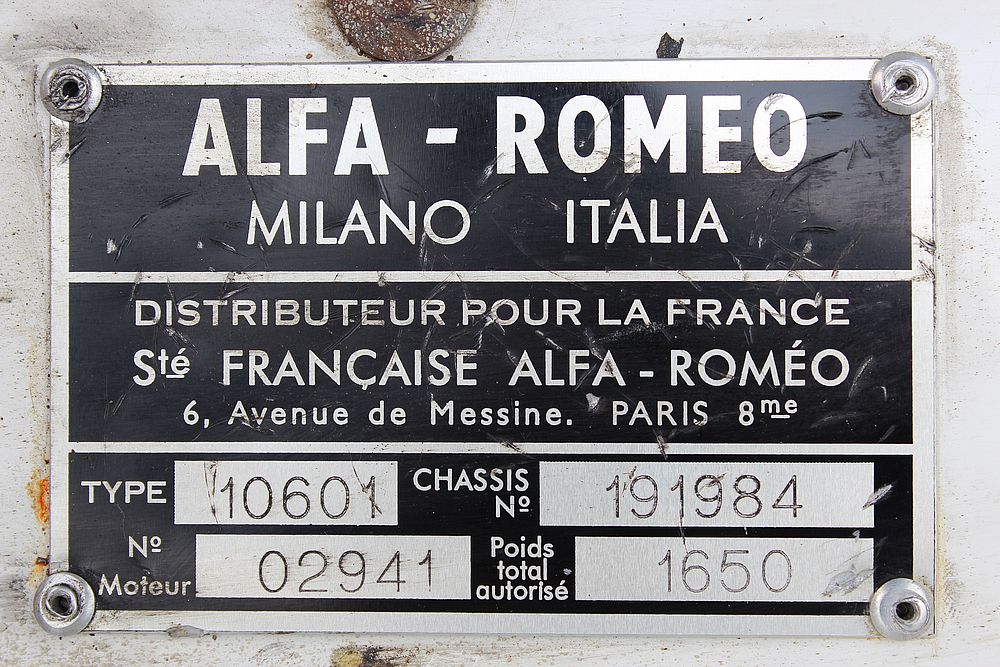 ALFA - ROMEO
MILANO ITALIA
DISTRIBUTEUR POUR LA FRANCE
Sté FRANÇAISE ALFA - ROMÉO
6, Avenue de Messine. PARIS 8me
TYPE 10601 CHASSIS Nº 191984
Nº Moteur 02941 Poids total autorisé 1650